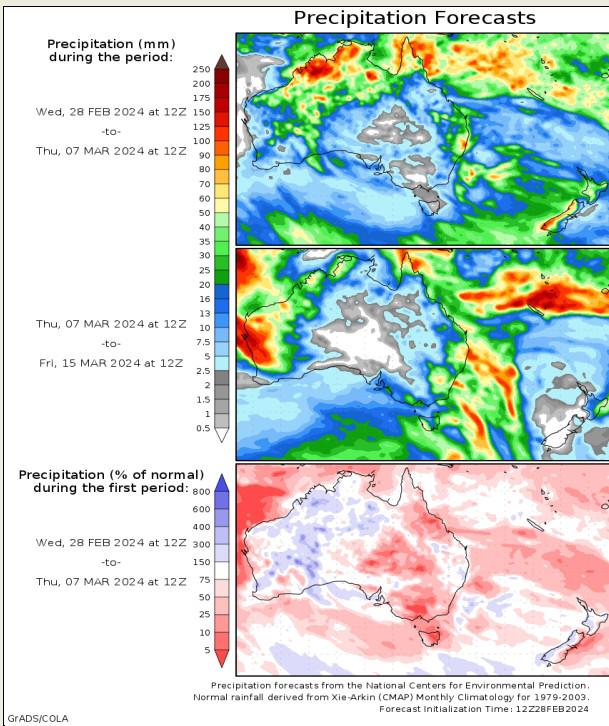 Precipitation Forecasts
Precipitation (mm)
during the period:
Wed, 28 FEB 2024 at 12Z
-to-
Thu, 07 MAR 2024 at 12Z
Thu, 07 MAR 2024 at 12Z
-to-
Fri, 15 MAR 2024 at 12Z
250
200
175
150
125
100
90
80
70
60
50
40
35
30
25
20
16
13
10
7.5
5
2.5
2
1.5
1
0.5
Precipitation (% of normal)
during the first period:
Wed, 28 FEB 2024 at 12Z
-to-
Thu, 07 MAR 2024 at 12Z
800
600
400
300
150
75
50
25
10
5
Precipitation forecasts from the National Centers for Environmental Prediction.
Normal rainfall derived from Xie-Arkin (CMAP) Monthly Climatology for 1979-2003.
Forecast Initialization Time: 12Z28FEB2024
GrADS/COLA